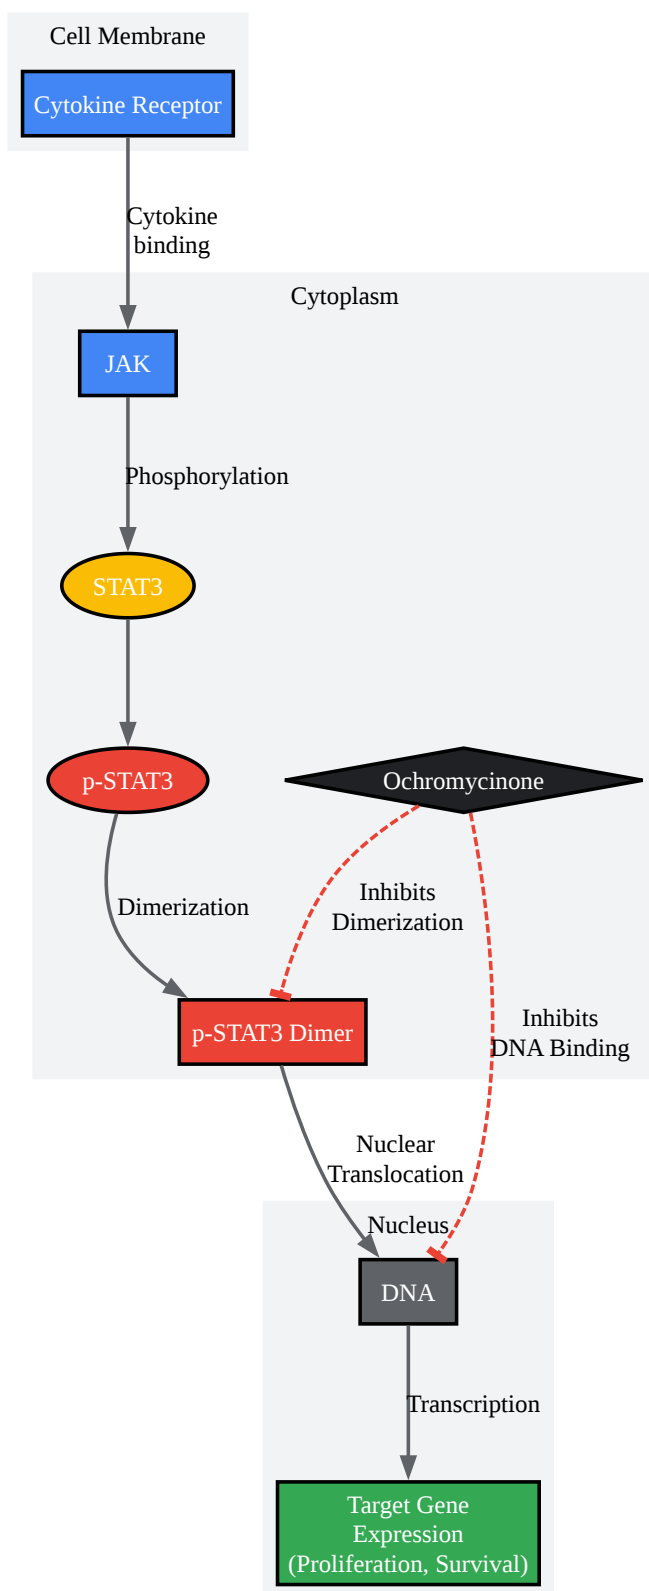 Cell Membrane
Cytokine Receptor
Cytokine
binding
Cytoplasm
JAK
Phosphorylation
STAT3
p-STAT3
Ochromycinone
Dimerization
Inhibits
Dimerization
p-STAT3 Dimer
Inhibits
DNA Binding
Nuclear
Translocation
Nucleus
DNA
Transcription
Target Gene
Expression
(Proliferation, Survival)